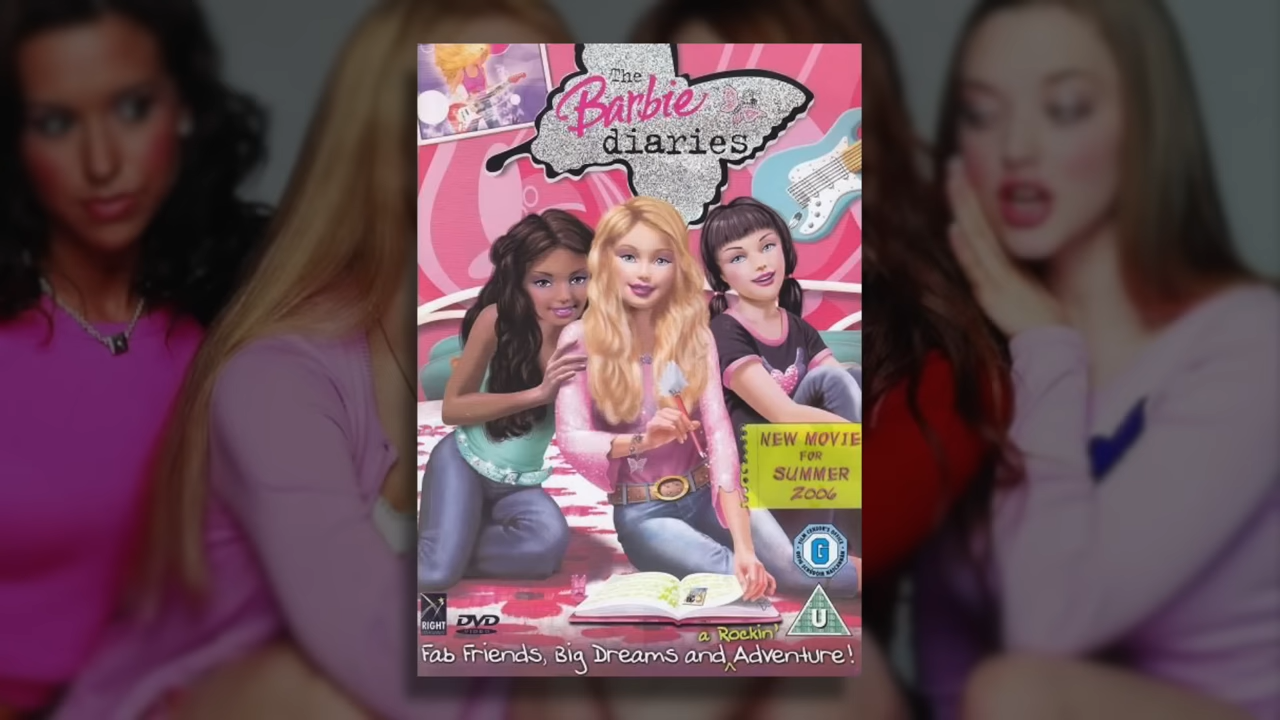 The
Barbie
diaries
NEW MOVIE
FOR
SUMMER
2006
G
U
RIGHT
DVD
VIDEO
a Rockin'
Fab Friends, Big Dreams and Adventure!